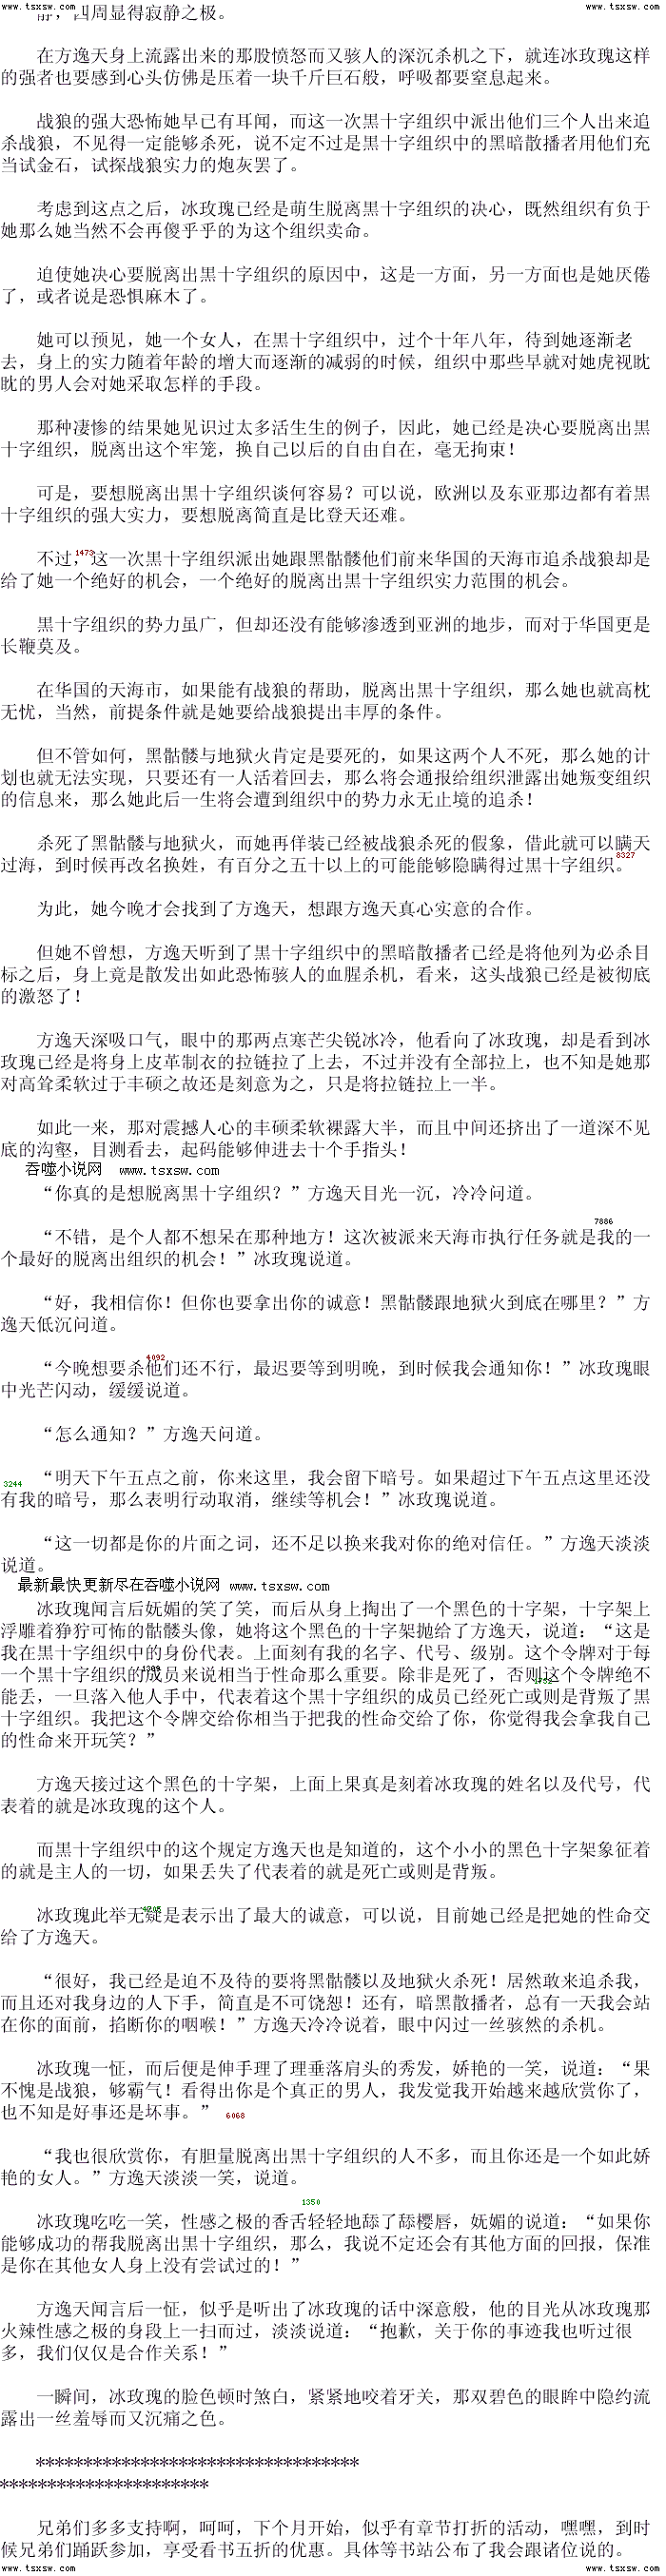 www.tsxsw.com www.tsxsw.com
静,四周显得寂静之极。
在方逸天身上流露出来的那股愤怒而又骇人的深沉杀机之下,就连冰玫瑰这样
的强者也要感到心头仿佛是压着一块千斤巨石般,呼吸都要窒息起来。
战狼的强大恐怖她早已有耳闻,而这一次黑十字组织中派出他们三个人出来追
杀战狼,不见得一定能够杀死,说不定不过是黑十字组织中的黑暗散播者用他们充
当试金石,试探战狼实力的炮灰罢了。
考虑到这点之后,冰玫瑰已经是萌生脱离黑十字组织的决心,既然组织有负于
她那么她当然不会再傻乎乎的为这个组织卖命。
迫使她决心要脱离出黑十字组织的原因中,这是一方面,另一方面也是她厌倦
了,或者说是恐惧麻木了。
她可以预见,她一个女人,在黑十字组织中,过个十年八年,待到她逐渐老
去,身上的实力随着年龄的增大而逐渐的减弱的时候,组织中那些早就对她虎视眈
眈的男人会对她采取怎样的手段。
那种凄惨的结果她见识过太多活生生的例子,因此,她已经是决心要脱离出黑
十字组织,脱离出这个牢笼,换自己以后的自由自在,毫无拘束!
可是,要想脱离出黑十字组织谈何容易?可以说,欧洲以及东亚那边都有着黑
十字组织的强大实力,要想脱离简直是比登天还难。
1473
不过,这一次黑十字组织派出她跟黑骷髅他们前来华国的天海市追杀战狼却是
给了她一个绝好的机会,一个绝好的脱离出黑十字组织实力范围的机会。
黑十字组织的势力虽广,但却还没有能够渗透到亚洲的地步,而对于华国更是
长鞭莫及。
在华国的天海市,如果能有战狼的帮助,脱离出黑十字组织,那么她也就高枕
无忧,当然,前提条件就是她要给战狼提出丰厚的条件。
但不管如何,黑骷髅与地狱火肯定是要死的,如果这两个人不死,那么她的计
划也就无法实现,只要还有一人活着回去,那么将会通报给组织泄露出她叛变组织
的信息来,那么她此后一生将会遭到组织中的势力永无止境的追杀!
杀死了黑骷髅与地狱火,而她再佯装已经被战狼杀死的假象,借此就可以瞒天
过海,到时候再改名换姓,有百分之五十以上的可能能够隐瞒得过黑十字组织。
8327
为此,她今晚才会找到了方逸天,想跟方逸天真心实意的合作。
但她不曾想,方逸天听到了黑十字组织中的黑暗散播者已经是将他列为必杀目
标之后,身上竟是散发出如此恐怖骇人的血腥杀机,看来,这头战狼已经是被彻底
的激怒了!
方逸天深吸口气,眼中的那两点寒芒尖锐冰冷,他看向了冰玫瑰,却是看到冰
玫瑰已经是将身上皮革制衣的拉链拉了上去,不过并没有全部拉上,也不知是她那
对高耸柔软过于丰硕之故还是刻意为之,只是将拉链拉上一半。
如此一来,那对震撼人心的丰硕柔软裸露大半,而且中间还挤出了一道深不见
底的沟壑,目测看去,起码能够伸进去十个手指头!
吞噬小说网 www.tsxsw.com
“你真的是想脱离黑十字组织?”方逸天目光一沉,冷冷问道。
7886
“不错,是个人都不想呆在那种地方!这次被派来天海市执行任务就是我的一
个最好的脱离出组织的机会!”冰玫瑰说道。
“好,我相信你!但你也要拿出你的诚意!黑骷髅跟地狱火到底在哪里?”方
逸天低沉问道。
4092
“今晚想要杀他们还不行,最迟要等到明晚,到时候我会通知你!”冰玫瑰眼
中光芒闪动,缓缓说道。
“怎么通知?”方逸天问道。
“明天下午五点之前,你来这里,我会留下暗号。如果超过下午五点这里还没
3244
有我的暗号,那么表明行动取消,继续等机会!”冰玫瑰说道。
“这一切都是你的片面之词,还不足以换来我对你的绝对信任。”方逸天淡淡
说道。
最新最快更新尽在吞噬小说网 www.tsxsw.com
冰玫瑰闻言后妩媚的笑了笑,而后从身上掏出了一个黑色的十字架,十字架上
浮雕着狰狞可怖的骷髅头像,她将这个黑色的十字架抛给了方逸天,说道:“这是
我在黑十字组织中的身份代表。上面刻有我的名字、代号、级别。这个令牌对于每
一个黑十字组织的成员来说相当于性命那么重要。除非是死了,否则这个令牌绝不
能丢,一旦落入他人手中,代表着这个黑十字组织的成员已经死亡或则是背叛了黑
十字组织。我把这个令牌交给你相当于把我的性命交给了你,你觉得我会拿我自己
的性命来开玩笑?”
方逸天接过这个黑色的十字架,上面上果真是刻着冰玫瑰的姓名以及代号,代
表着的就是冰玫瑰的这个人。
而黑十字组织中的这个规定方逸天也是知道的,这个小小的黑色十字架象征着
的就是主人的一切,如果丢失了代表着的就是死亡或则是背叛。
冰玫瑰此举无疑是表示出了最大的诚意,可以说,目前她已经是把她的性命交
给了方逸天。
“很好,我已经是迫不及待的要将黑骷髅以及地狱火杀死!居然敢来追杀我,
而且还对我身边的人下手,简直是不可饶恕!还有,暗黑散播者,总有一天我会站
在你的面前,掐断你的咽喉!”方逸天冷冷说着,眼中闪过一丝骇然的杀机。
冰玫瑰一怔,而后便是伸手理了理垂落肩头的秀发,娇艳的一笑,说道:“果
不愧是战狼,够霸气!看得出你是个真正的男人,我发觉我开始越来越欣赏你了,
也不知是好事还是坏事。”
6068
“我也很欣赏你,有胆量脱离出黑十字组织的人不多,而且你还是一个如此娇
艳的女人。”方逸天淡淡一笑,说道。
1350
冰玫瑰吃吃一笑,性感之极的香舌轻轻地舔了舔樱唇,妩媚的说道:“如果你
能够成功的帮我脱离出黑十字组织,那么,我说不定还会有其他方面的回报,保准
是你在其他女人身上没有尝试过的!”
方逸天闻言后一怔,似乎是听出了冰玫瑰的话中深意般,他的目光从冰玫瑰那
火辣性感之极的身段上一扫而过,淡淡说道:“抱歉,关于你的事迹我也听过很
多,我们仅仅是合作关系!”
一瞬间,冰玫瑰的脸色顿时煞白,紧紧地咬着牙关,那双碧色的眼眸中隐约流
露出一丝羞辱而又沉痛之色。
**********************************
**********************
兄弟们多多支持啊,呵呵,下个月开始,似乎有章节打折的活动,嘿嘿,到时
候兄弟们踊跃参加,享受看书五折的优惠。具体等书站公布了我会跟诸位说的。
www.tsxsw.com www.tsxsw.com